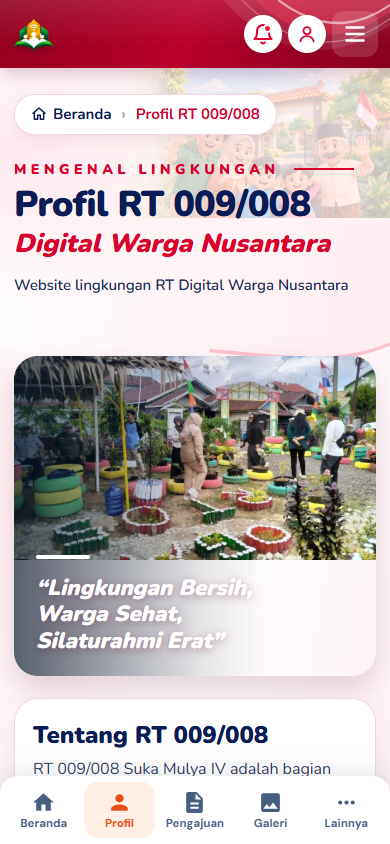 Beranda › Profil RT 009/008
MENGENAL LINGKUNGAN
Profil RT 009/008
Digital Warga Nusantara
Website lingkungan RT Digital Warga Nusantara
“Lingkungan Bersih,
Warga Sehat,
Silaturahmi Erat”
Tentang RT 009/008
RT 009/008 Suka Mulya IV adalah bagian
Beranda
Profil
Pengajuan
Galeri
Lainnya